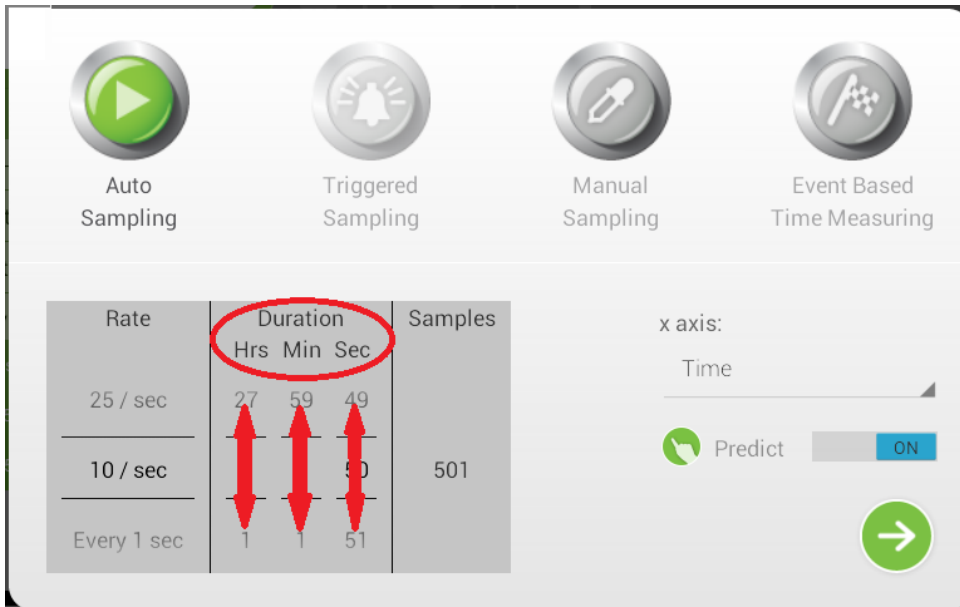 Auto
Sampling
Triggered
Sampling
Manual
Sampling
Event Based
Time Measuring
Rate
Duration
Samples
Hrs Min Sec
x axis:
Time
25 / sec
27 59 49
Predict
ON
10 / sec
50
501
Every 1 sec
1 1 51